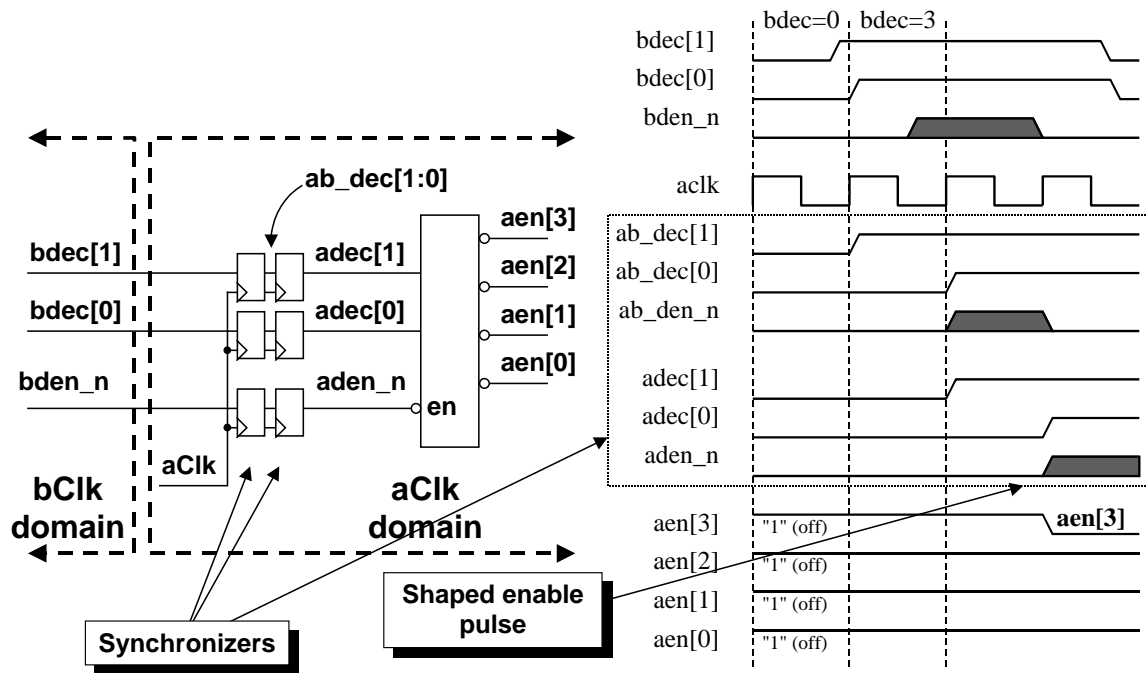 ab_dec[1:0]
bdec[1]
bdec[0]
bden_n
adec[1]
adec[0]
aden_n
en
aen[3]
aen[2]
aen[1]
aen[0]
aClk
bClk
domain
aClk
domain
Synchronizers
Shaped enable
pulse
bdec=0 bdec=3
bdec[1]
bdec[0]
bden_n
aclk
ab_dec[1]
ab_dec[0]
ab_den_n
adec[1]
adec[0]
aden_n
aen[3] "1" (off) aen[3]
aen[2] "1" (off)
aen[1] "1" (off)
aen[0] "1" (off)